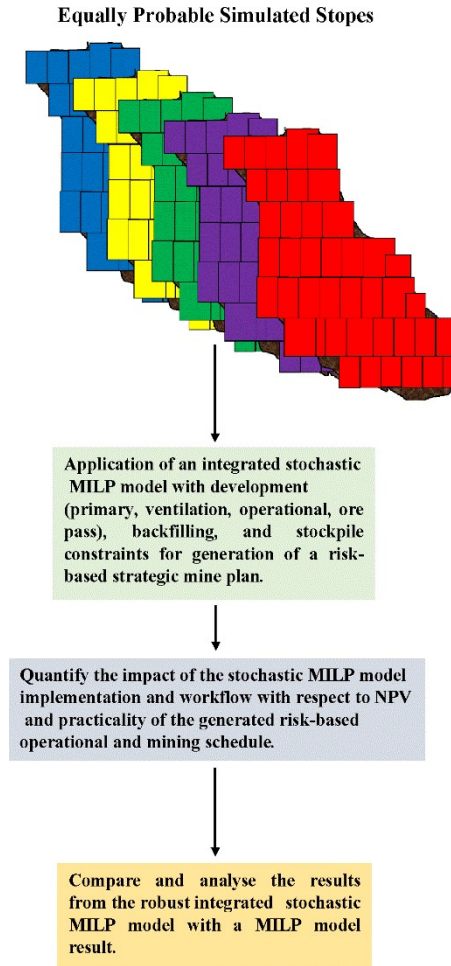 Equally Probable Simulated Stopes
Application of an integrated stochastic
MILP model with development
(primary, ventilation, operational, ore
pass), backfilling, and stockpile
constraints for generation of a risk-
based strategic mine plan.
Quantify the impact of the stochastic MILP model
implementation and workflow with respect to NPV
and practicality of the generated risk-based
operational and mining schedule.
Compare and analyse the results
from the robust integrated stochastic
MILP model with a MILP model
result.